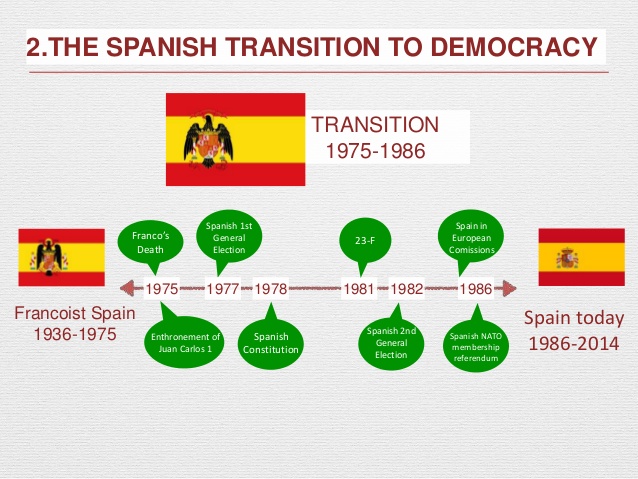 2.THE SPANISH TRANSITION TO DEMOCRACY
TRANSITION
1975-1986
Franco's
Death
Spanish 1st
General
Election
23-F
Spain in
European
Comissions
1975
1977
1978
1981
1982
1986
Francoist Spain
1936-1975
Enthronement of
Juan Carlos 1
Spanish
Constitution
Spanish 2nd
General
Election
Spanish NATO
membership
referendum
Spain today
1986-2014